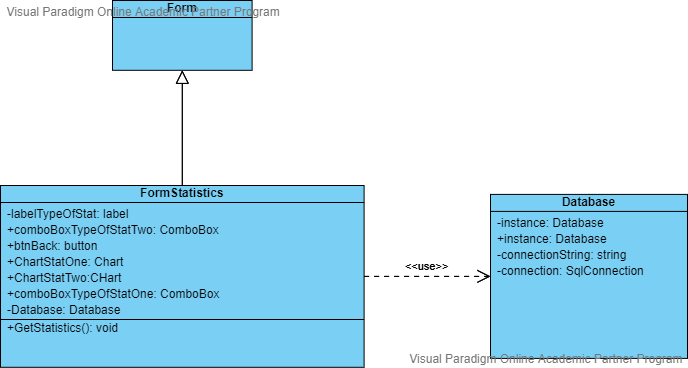 Visual Paradigm Online Academic Partner Program
Form
FormStatistics
-labelTypeOfStat: label
+comboBoxTypeOfStatTwo: ComboBox
+btnBack: button
+ChartStatOne: Chart
+ChartStatTwo:CHart
+comboBoxTypeOfStatOne: ComboBox
-Database: Database
+GetStatistics(): void
<<use>>
Database
-instance: Database
+instance: Database
-connectionString: string
-connection: SqlConnection
Visual Paradigm Online Academic Partner Program